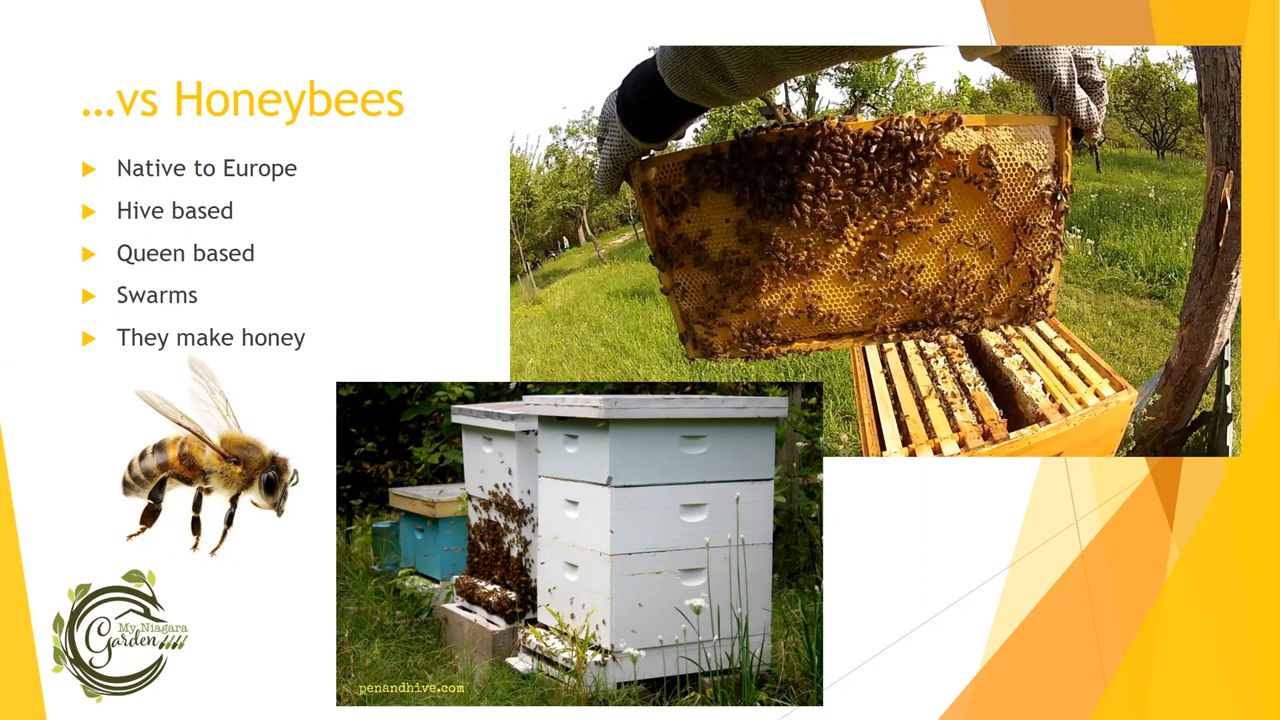 ...vs Honeybees
Native to Europe
Hive based
Queen based
Swarms
They make honey
My Niagara
Garden
penandhive.com